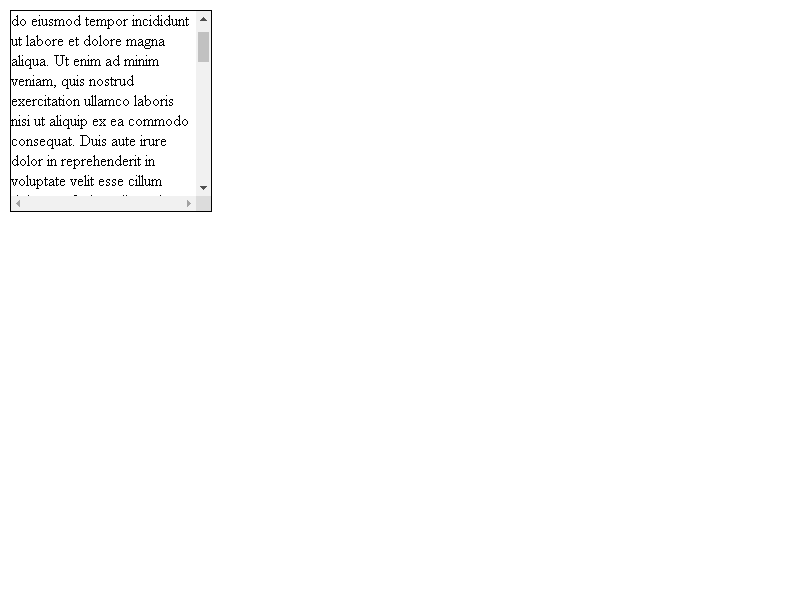 do eiusmod tempor incididunt
ut labore et dolore magna
aliqua. Ut enim ad minim
veniam, quis nostrud
exercitation ullamco laboris
nisi ut aliquip ex ea commodo
consequat. Duis aute irure
dolor in reprehenderit in
voluptate velit esse cillum